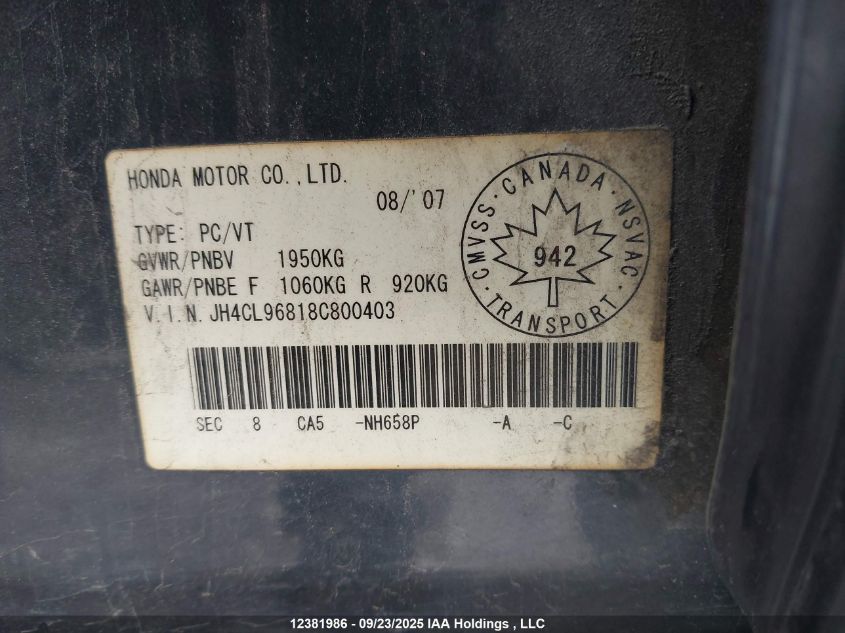 HONDA MOTOR CO.,LTD.
08/'07
TYPE: PC/VT
GVWR/PNBV 1950KG
GAWR/PNBE F 1060KG R 920KG
V.I.N. JH4CL96818C800403
CMVSS · CANADA · NSVAC · TRANSPORT ·
942
SEC 8 CA5 -NH658P -A -C
12381986 - 09/23/2025 IAA Holdings , LLC